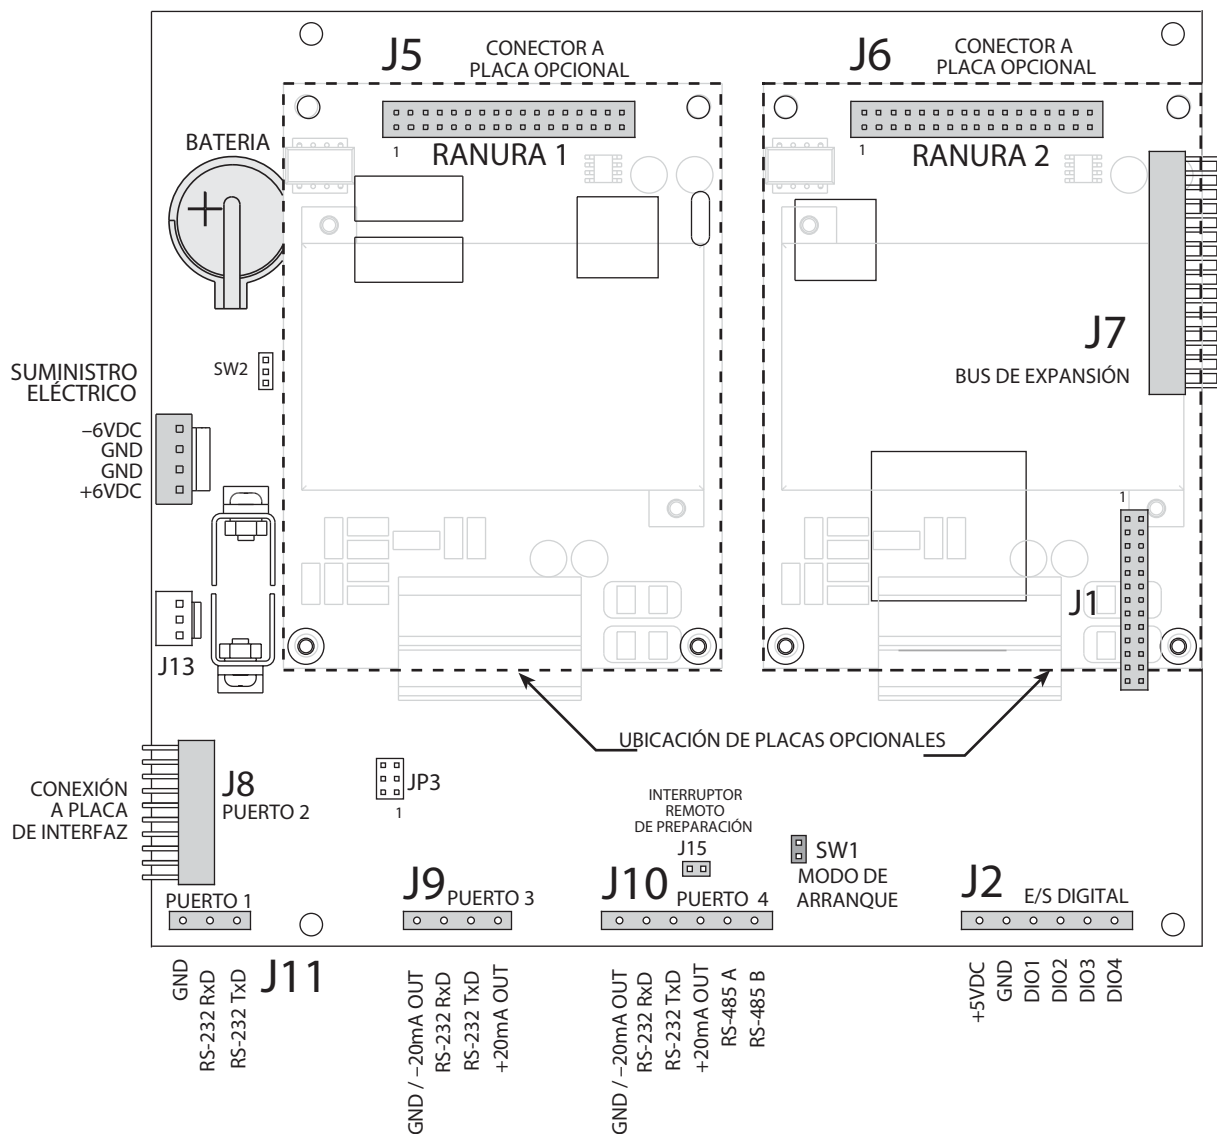 J5
CONECTOR A
PLACA OPCIONAL
J6
CONECTOR A
PLACA OPCIONAL
1
RANURA 1
1
RANURA 2
BATERIA
J7
BUS DE EXPANSIÓN
SW2
SUMINISTRO
ELÉCTRICO
–6VDC
GND
GND
+6VDC
1
J1
J13
UBICACIÓN DE PLACAS OPCIONALES
CONEXIÓN
A PLACA
DE INTERFAZ
J8
PUERTO 2
JP3
1
INTERRUPTOR
REMOTO
DE PREPARACIÓN
J15
SW1
MODO DE
ARRANQUE
PUERTO 1
J9 PUERTO 3
J10 PUERTO 4
J2 E/S DIGITAL
J11
GND
RS-232 RxD
RS-232 TxD
GND / –20mA OUT
RS-232 RxD
RS-232 TxD
+20mA OUT
GND / –20mA OUT
RS-232 RxD
RS-232 TxD
+20mA OUT
RS-485 A
RS-485 B
+5VDC
GND
DIO1
DIO2
DIO3
DIO4